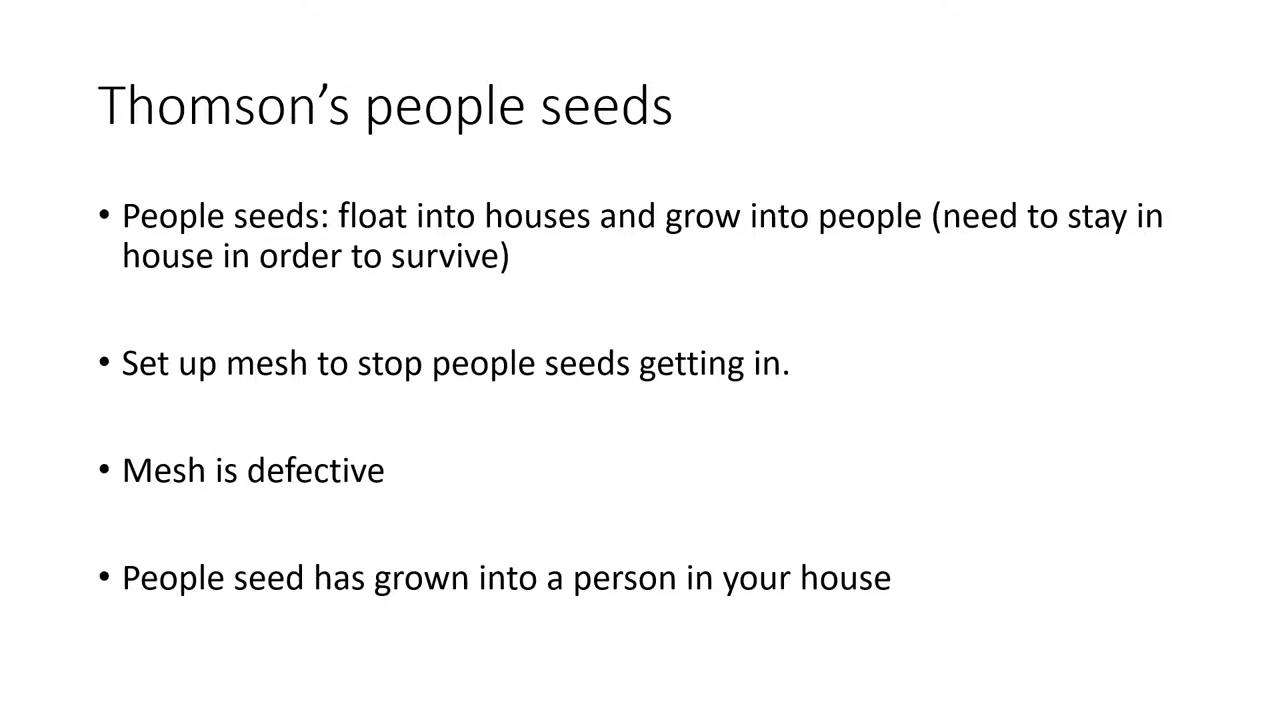 Thomson’s people seeds
• People seeds: float into houses and grow into people (need to stay in
house in order to survive)
• Set up mesh to stop people seeds getting in.
• Mesh is defective
• People seed has grown into a person in your house